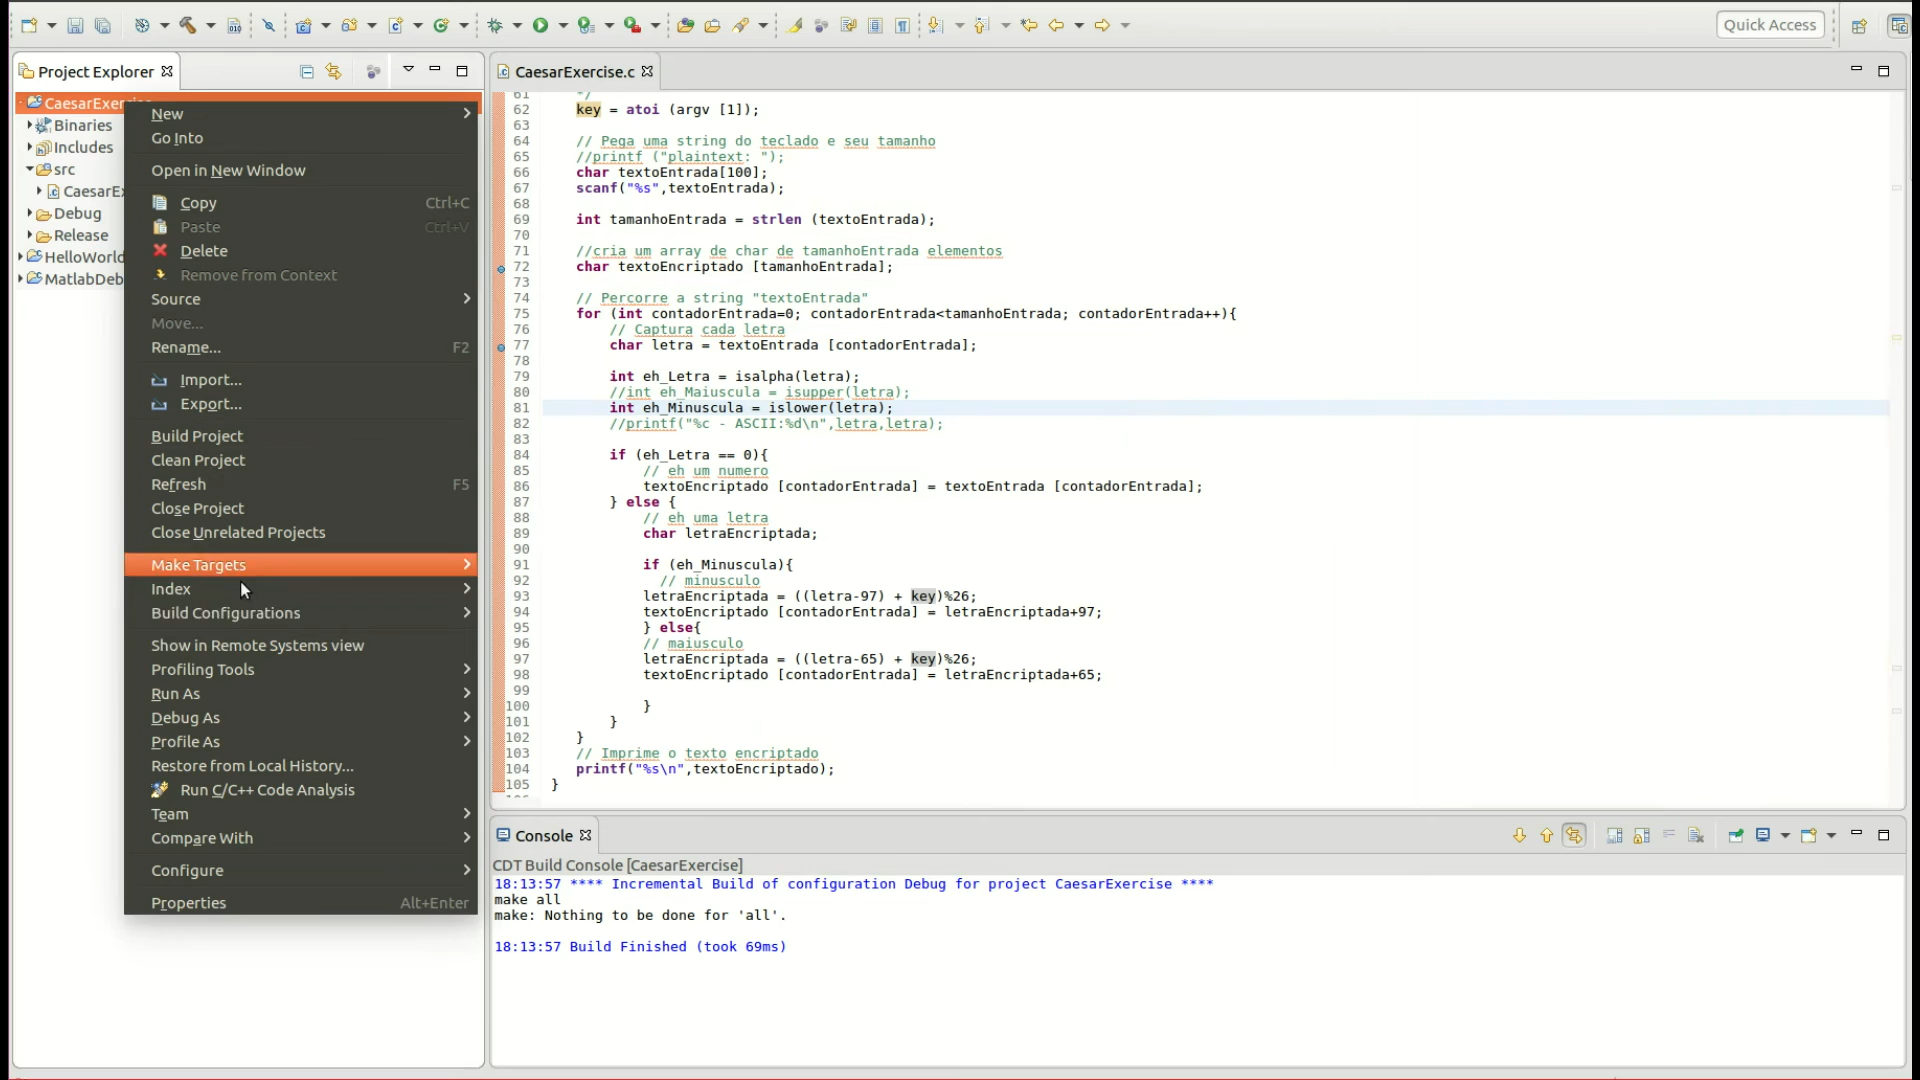 Quick Access
Project Explorer
CaesarExercise
Binaries
Includes
src
CaesarEx
Debug
Release
HelloWorld
MatlabDeb
New
Go Into
Open in New Window
Copy Ctrl+C
Paste Ctrl+V
Delete
Remove from Context
Source
Move...
Rename... F2
Import...
Export...
Build Project
Clean Project
Refresh F5
Close Project
Close Unrelated Projects
Make Targets
Index
Build Configurations
Show in Remote Systems view
Profiling Tools
Run As
Debug As
Profile As
Restore from Local History...
Run C/C++ Code Analysis
Team
Compare With
Configure
Properties Alt+Enter
CaesarExercise.c
61 */
62 key = atoi (argv [1]);
63
64 // Pega uma string do teclado e seu tamanho
65 //printf ("plaintext: ");
66 char textoEntrada[100];
67 scanf("%s",textoEntrada);
68
69 int tamanhoEntrada = strlen (textoEntrada);
70
71 //cria um array de char de tamanhoEntrada elementos
72 char textoEncriptado [tamanhoEntrada];
73
74 // Percorre a string "textoEntrada"
75 for (int contadorEntrada=0; contadorEntrada<tamanhoEntrada; contadorEntrada++){
76 // Captura cada letra
77 char letra = textoEntrada [contadorEntrada];
78
79 int eh_Letra = isalpha(letra);
80 //int eh_Maiuscula = isupper(letra);
81 int eh_Minuscula = islower(letra);
82 //printf("%c - ASCII:%d\n",letra,letra);
83
84 if (eh_Letra == 0){
85 // eh um numero
86 textoEncriptado [contadorEntrada] = textoEntrada [contadorEntrada];
87 } else {
88 // eh uma letra
89 char letraEncriptada;
90
91 if (eh_Minuscula){
92 // minusculo
93 letraEncriptada = ((letra-97) + key)%26;
94 textoEncriptado [contadorEntrada] = letraEncriptada+97;
95 } else{
96 // maiusculo
97 letraEncriptada = ((letra-65) + key)%26;
98 textoEncriptado [contadorEntrada] = letraEncriptada+65;
99
100 }
101 }
102 }
103 // Imprime o texto encriptado
104 printf("%s\n",textoEncriptado);
105 }
Console
CDT Build Console [CaesarExercise]
18:13:57 **** Incremental Build of configuration Debug for project CaesarExercise ****
make all
make: Nothing to be done for 'all'.
18:13:57 Build Finished (took 69ms)